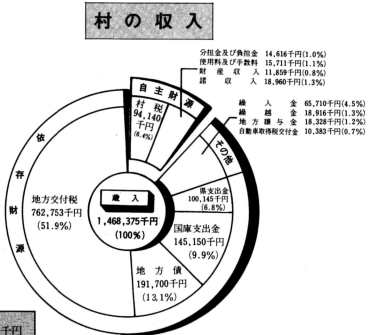 村の収入
分担金及び負担金 14,616千円(1.0%)
使用料及び手数料 15,711千円(1.1%)
財産収入 11,859千円(0.8%)
諸収入 18,960千円(1.3%)
繰入金 65,710千円(4.5%)
繰越金 18,916千円(1.3%)
地方譲与金 18,328千円(1.2%)
自動車取得税交付金 10,383千円(0.7%)
自主財源
村税
94,140
千円
(6.4%)
その他
県支出金
100,145千円
(6.8%)
国庫支出金
145,150千円
(9.9%)
地方債
191,700千円
(13.1%)
地方交付税
762,753千円
(51.9%)
依存財源
歳入
1,468,375千円
(100%)
千円